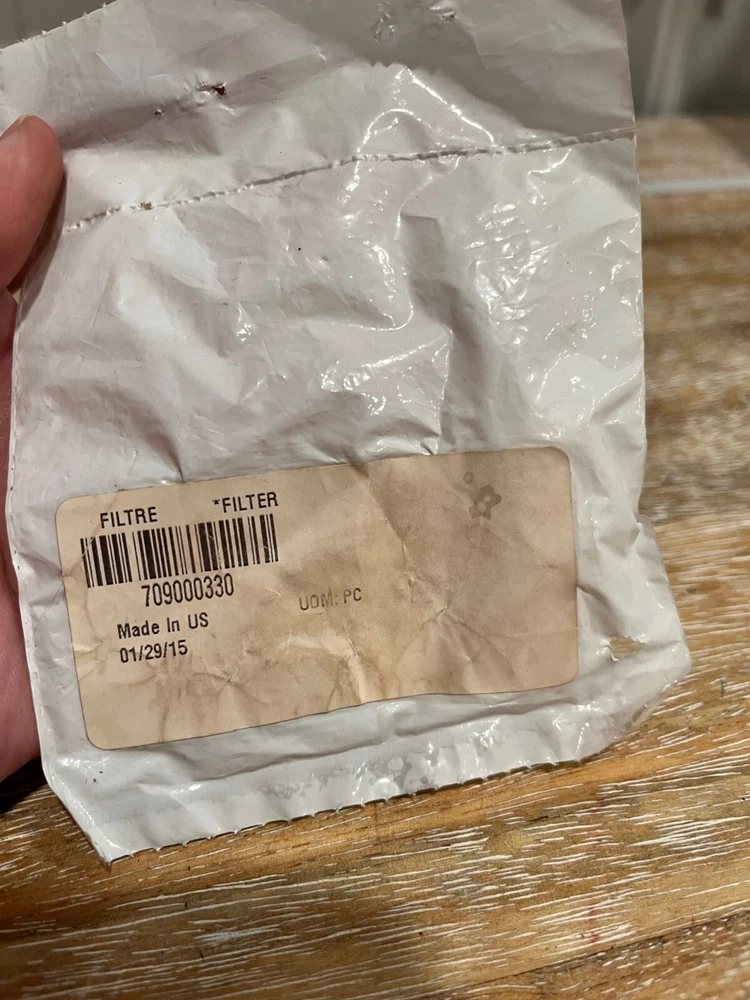 FILTRE *FILTER
709000330
UOM: PC
Made In US
01/29/15